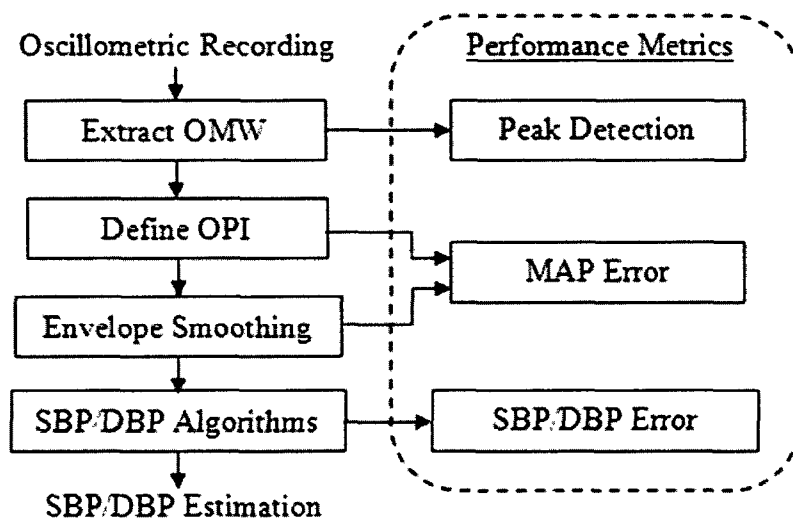 Oscillometric Recording
Extract OMW
Define OPI
Envelope Smoothing
SBP/DBP Algorithms
SBP/DBP Estimation
Performance Metrics
Peak Detection
MAP Error
SBP/DBP Error